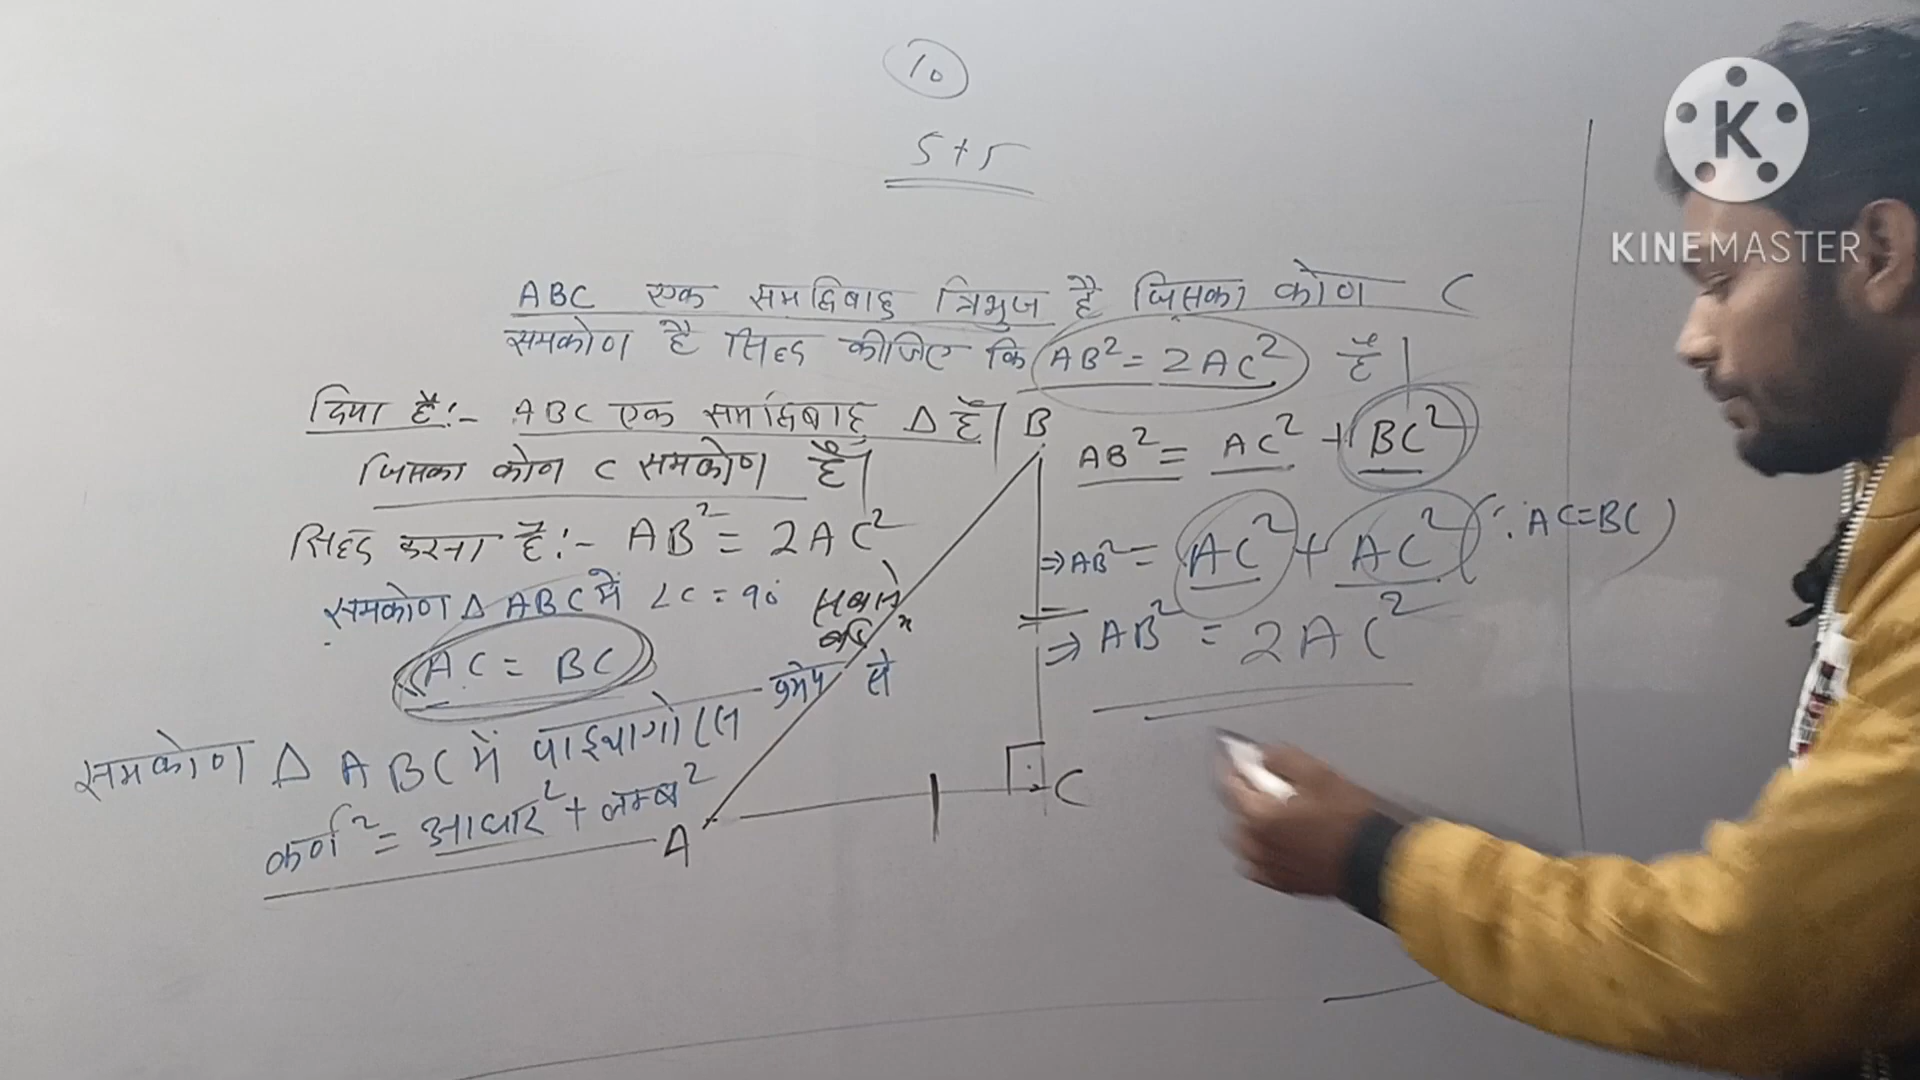 10
5+5
ABC एक समद्विबाहु त्रिभुज है जिसका कोण C
समकोण है सिद्ध कीजिए कि AB² = 2AC² है।
दिया है:- ABC एक समद्विबाहु Δ है।
जिसका कोण C समकोण है।
सिद्ध करना है:- AB² = 2AC²
समकोण Δ ABC में ∠C = 90°
AC = BC
समकोण Δ ABC में पाइथागोरस प्रमेय से
कर्ण² = आधार² + लम्ब²
B
A
C
AB² = AC² + BC²
⇒ AB² = AC² + AC² (∵ AC=BC)
⇒ AB² = 2AC²
K
KINEMASTER